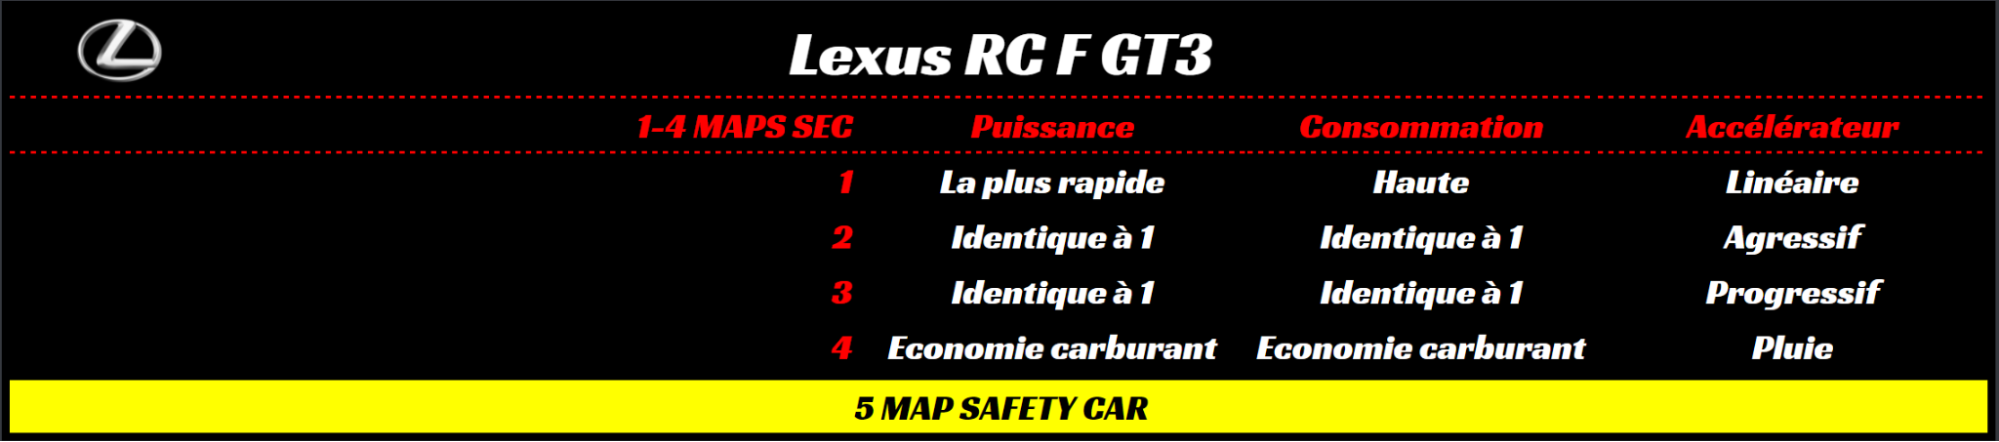 Lexus RC F GT3
1-4 MAPS SEC Puissance Consommation Accélérateur
1 La plus rapide Haute Linéaire
2 Identique à 1 Identique à 1 Agressif
3 Identique à 1 Identique à 1 Progressif
4 Economie carburant Economie carburant Pluie
5 MAP SAFETY CAR